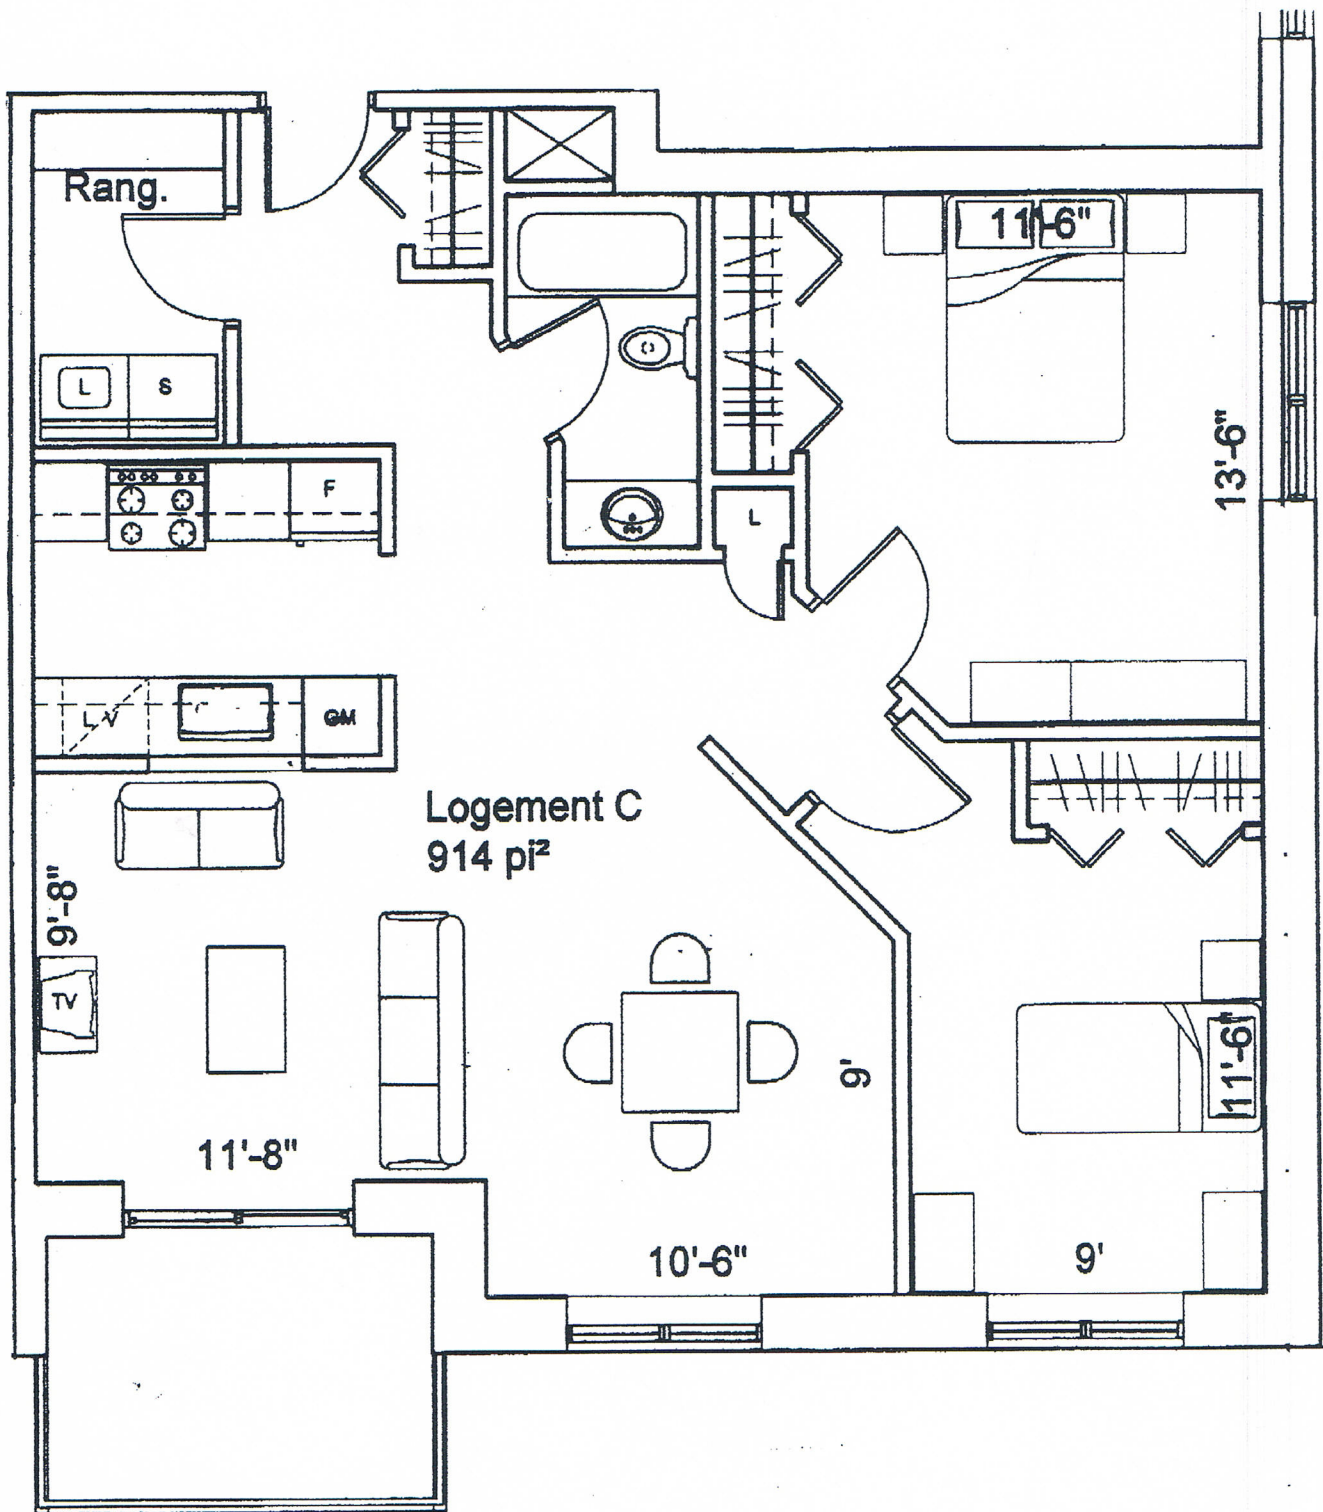 Rang.
11'-6"
L
S
13'-6"
F
L
L.V
GM
Logement C
914 pi²
9'-8"
TV
11'-6"
9'
11'-8"
10'-6"
9'